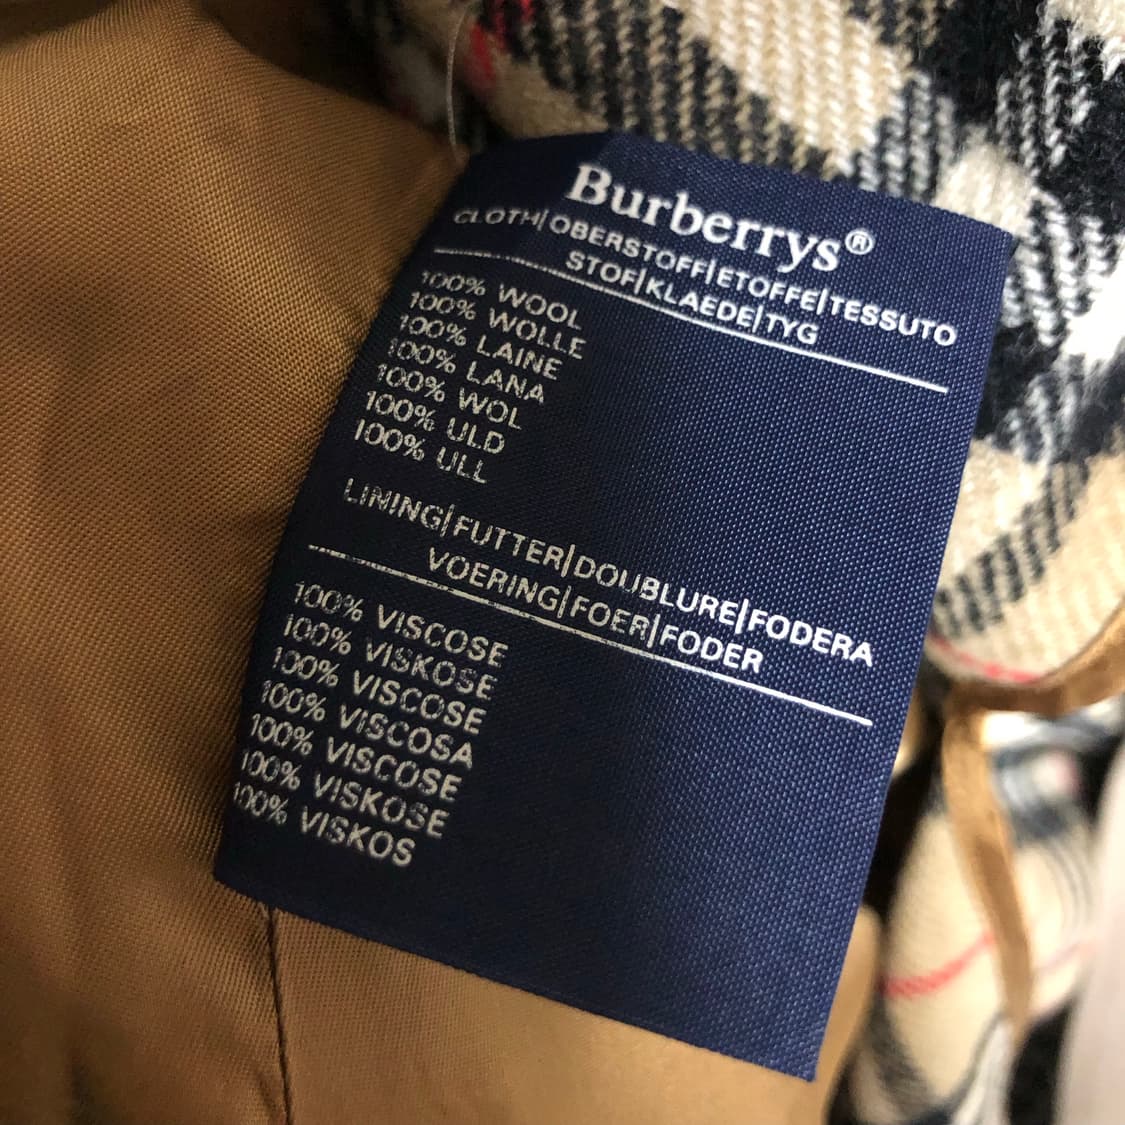 Burberrys®
CLOTH|OBERSTOFF|ETOFFE|TESSUTO
STOF|KLAEDE|TYG
100% WOOL
100% WOLLE
100% LAINE
100% LANA
100% WOL
100% ULD
100% ULL
LINING|FUTTER|DOUBLURE|FODERA
VOERING|FOER|FODER
100% VISCOSE
100% VISKOSE
100% VISCOSE
100% VISCOSA
100% VISCOSE
100% VISKOSE
100% VISKOS